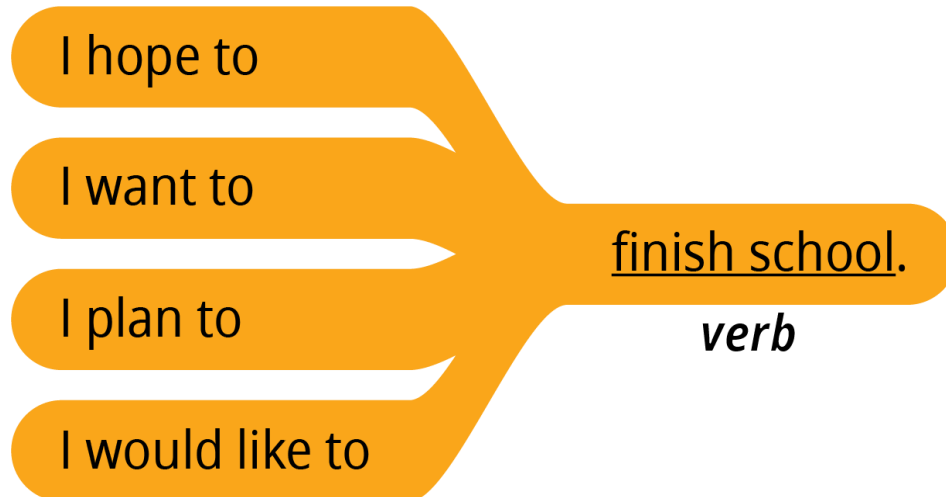 I hope to
I want to
I plan to
I would like to
finish school.
verb